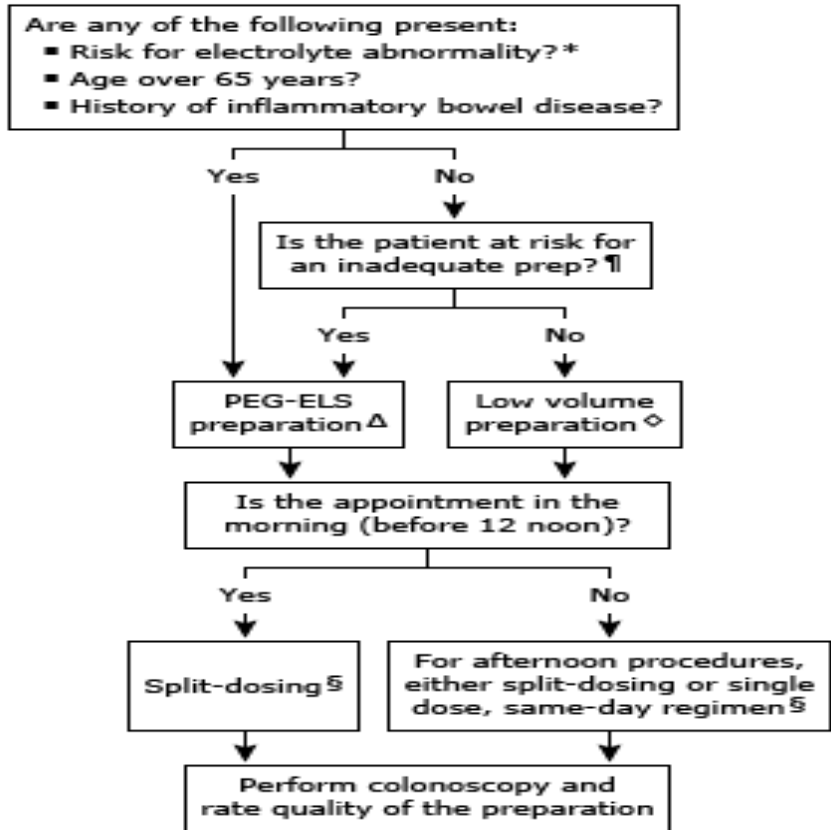 Are any of the following present:
▪ Risk for electrolyte abnormality?*
▪ Age over 65 years?
▪ History of inflammatory bowel disease?
Yes
No
Is the patient at risk for
an inadequate prep?¶
Yes
No
PEG-ELS
preparationΔ
Low volume
preparation◇
Is the appointment in the
morning (before 12 noon)?
Yes
No
Split-dosing§
For afternoon procedures,
either split-dosing or single
dose, same-day regimen§
Perform colonoscopy and
rate quality of the preparation